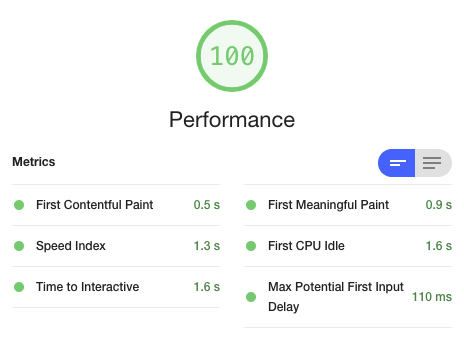 100
Performance
Metrics
First Contentful Paint 0.5 s
First Meaningful Paint 0.9 s
Speed Index 1.3 s
First CPU Idle 1.6 s
Time to Interactive 1.6 s
Max Potential First Input
Delay 110 ms